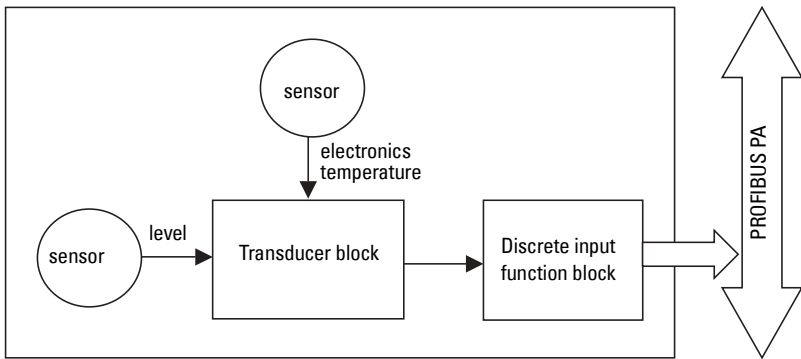 sensor
electronics
temperature
level
sensor
Transducer block
Discrete input
function block
PROFIBUS PA